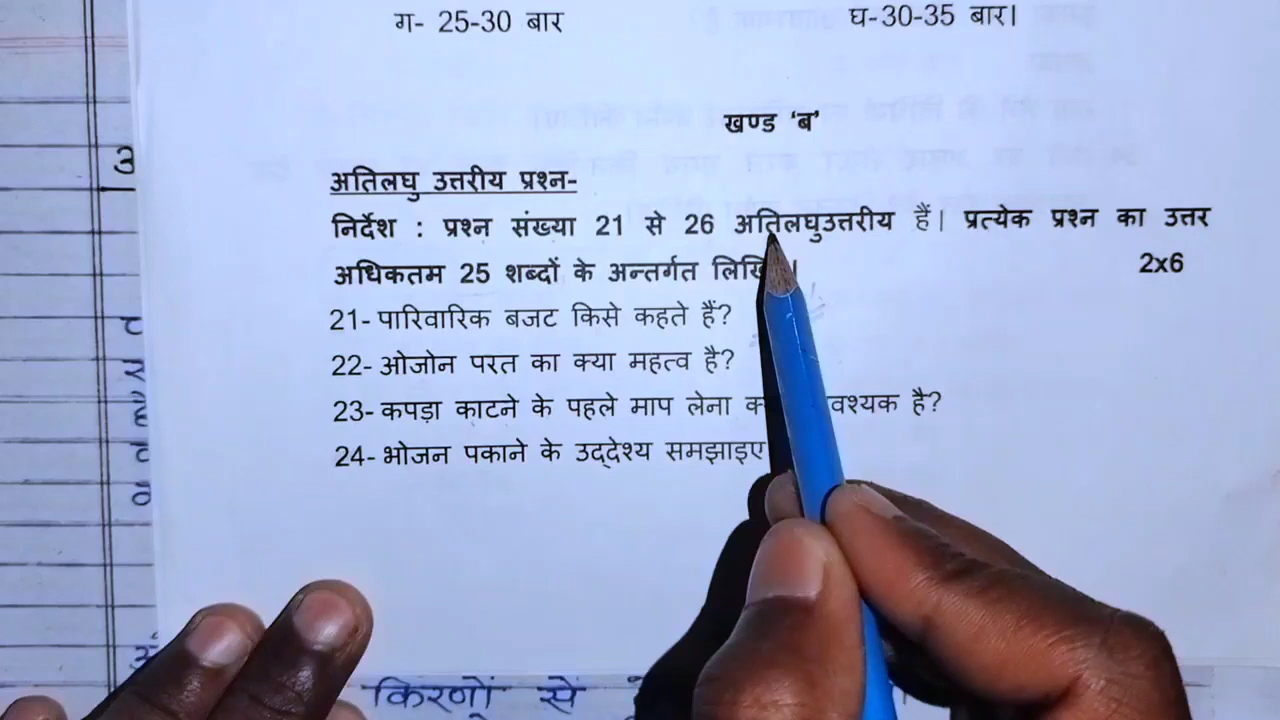 ग- 25-30 बार घ-30-35 बार।
खण्ड 'ब'
3
अतिलघु उत्तरीय प्रश्न-
निर्देश : प्रश्न संख्या 21 से 26 अतिलघुउत्तरीय हैं। प्रत्येक प्रश्न का उत्तर
अधिकतम 25 शब्दों के अन्तर्गत 2x6
21- पारिवारिक बजट किसे कहते हैं?
22- ओजोन परत का क्या महत्व है?
23- कपड़ा काटने के पहले माप लेना है?
24- भोजन पकाने के उद्देश्य समझाइए
किरणों से